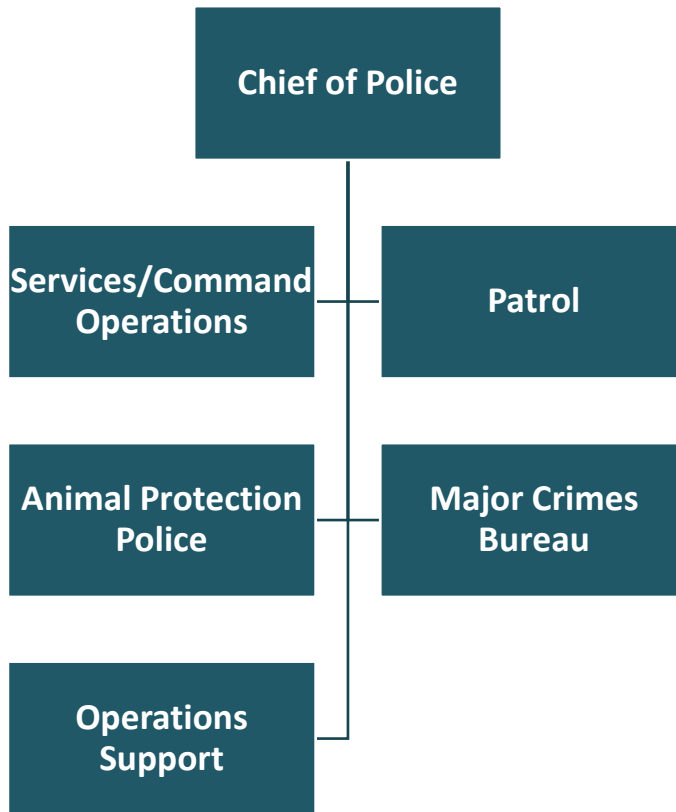 Chief of Police
Services/Command
Operations
Patrol
Animal Protection
Police
Major Crimes
Bureau
Operations
Support